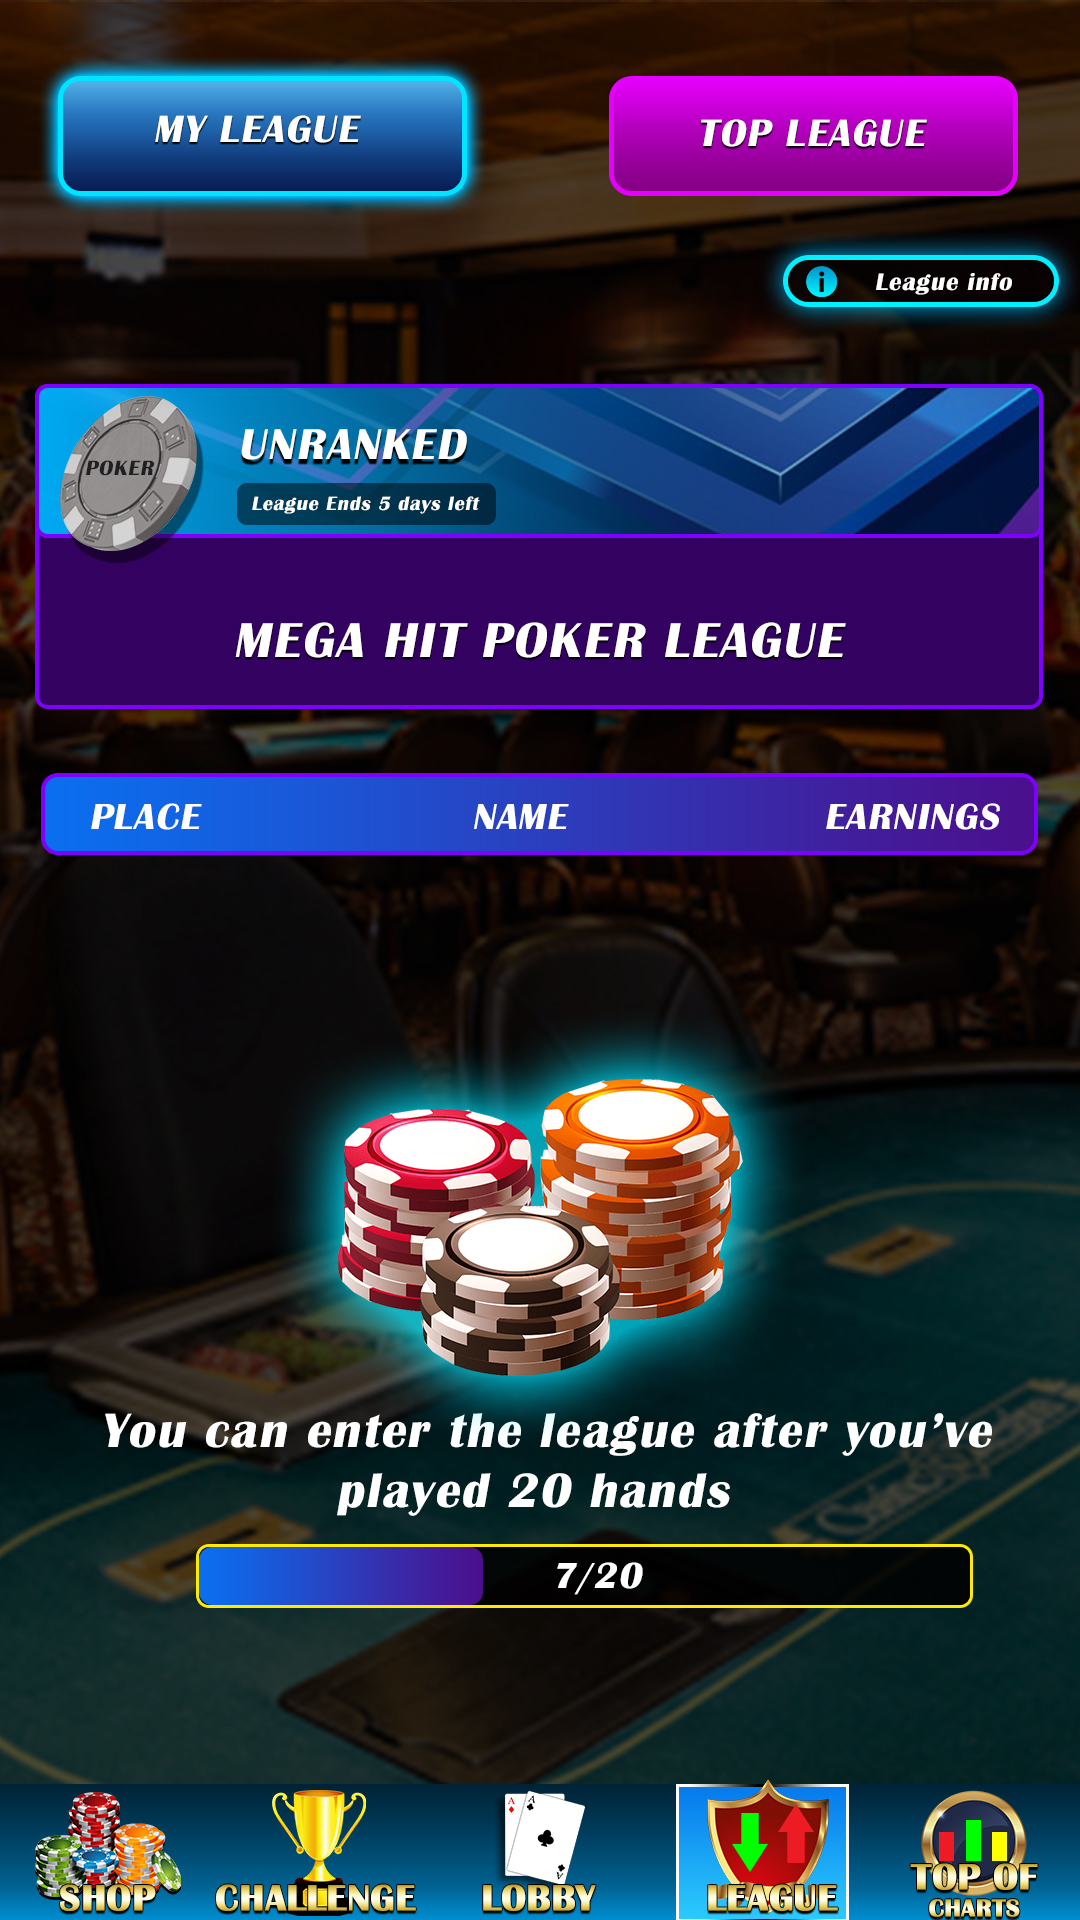 MY LEAGUE
TOP LEAGUE
League info
POKER
UNRANKED
League Ends 5 days left
MEGA HIT POKER LEAGUE
PLACE NAME EARNINGS
You can enter the league after you’ve
played 20 hands
7/20
A
A
A
SHOP
CHALLENGE
LOBBY
LEAGUE
TOP OF
CHARTS